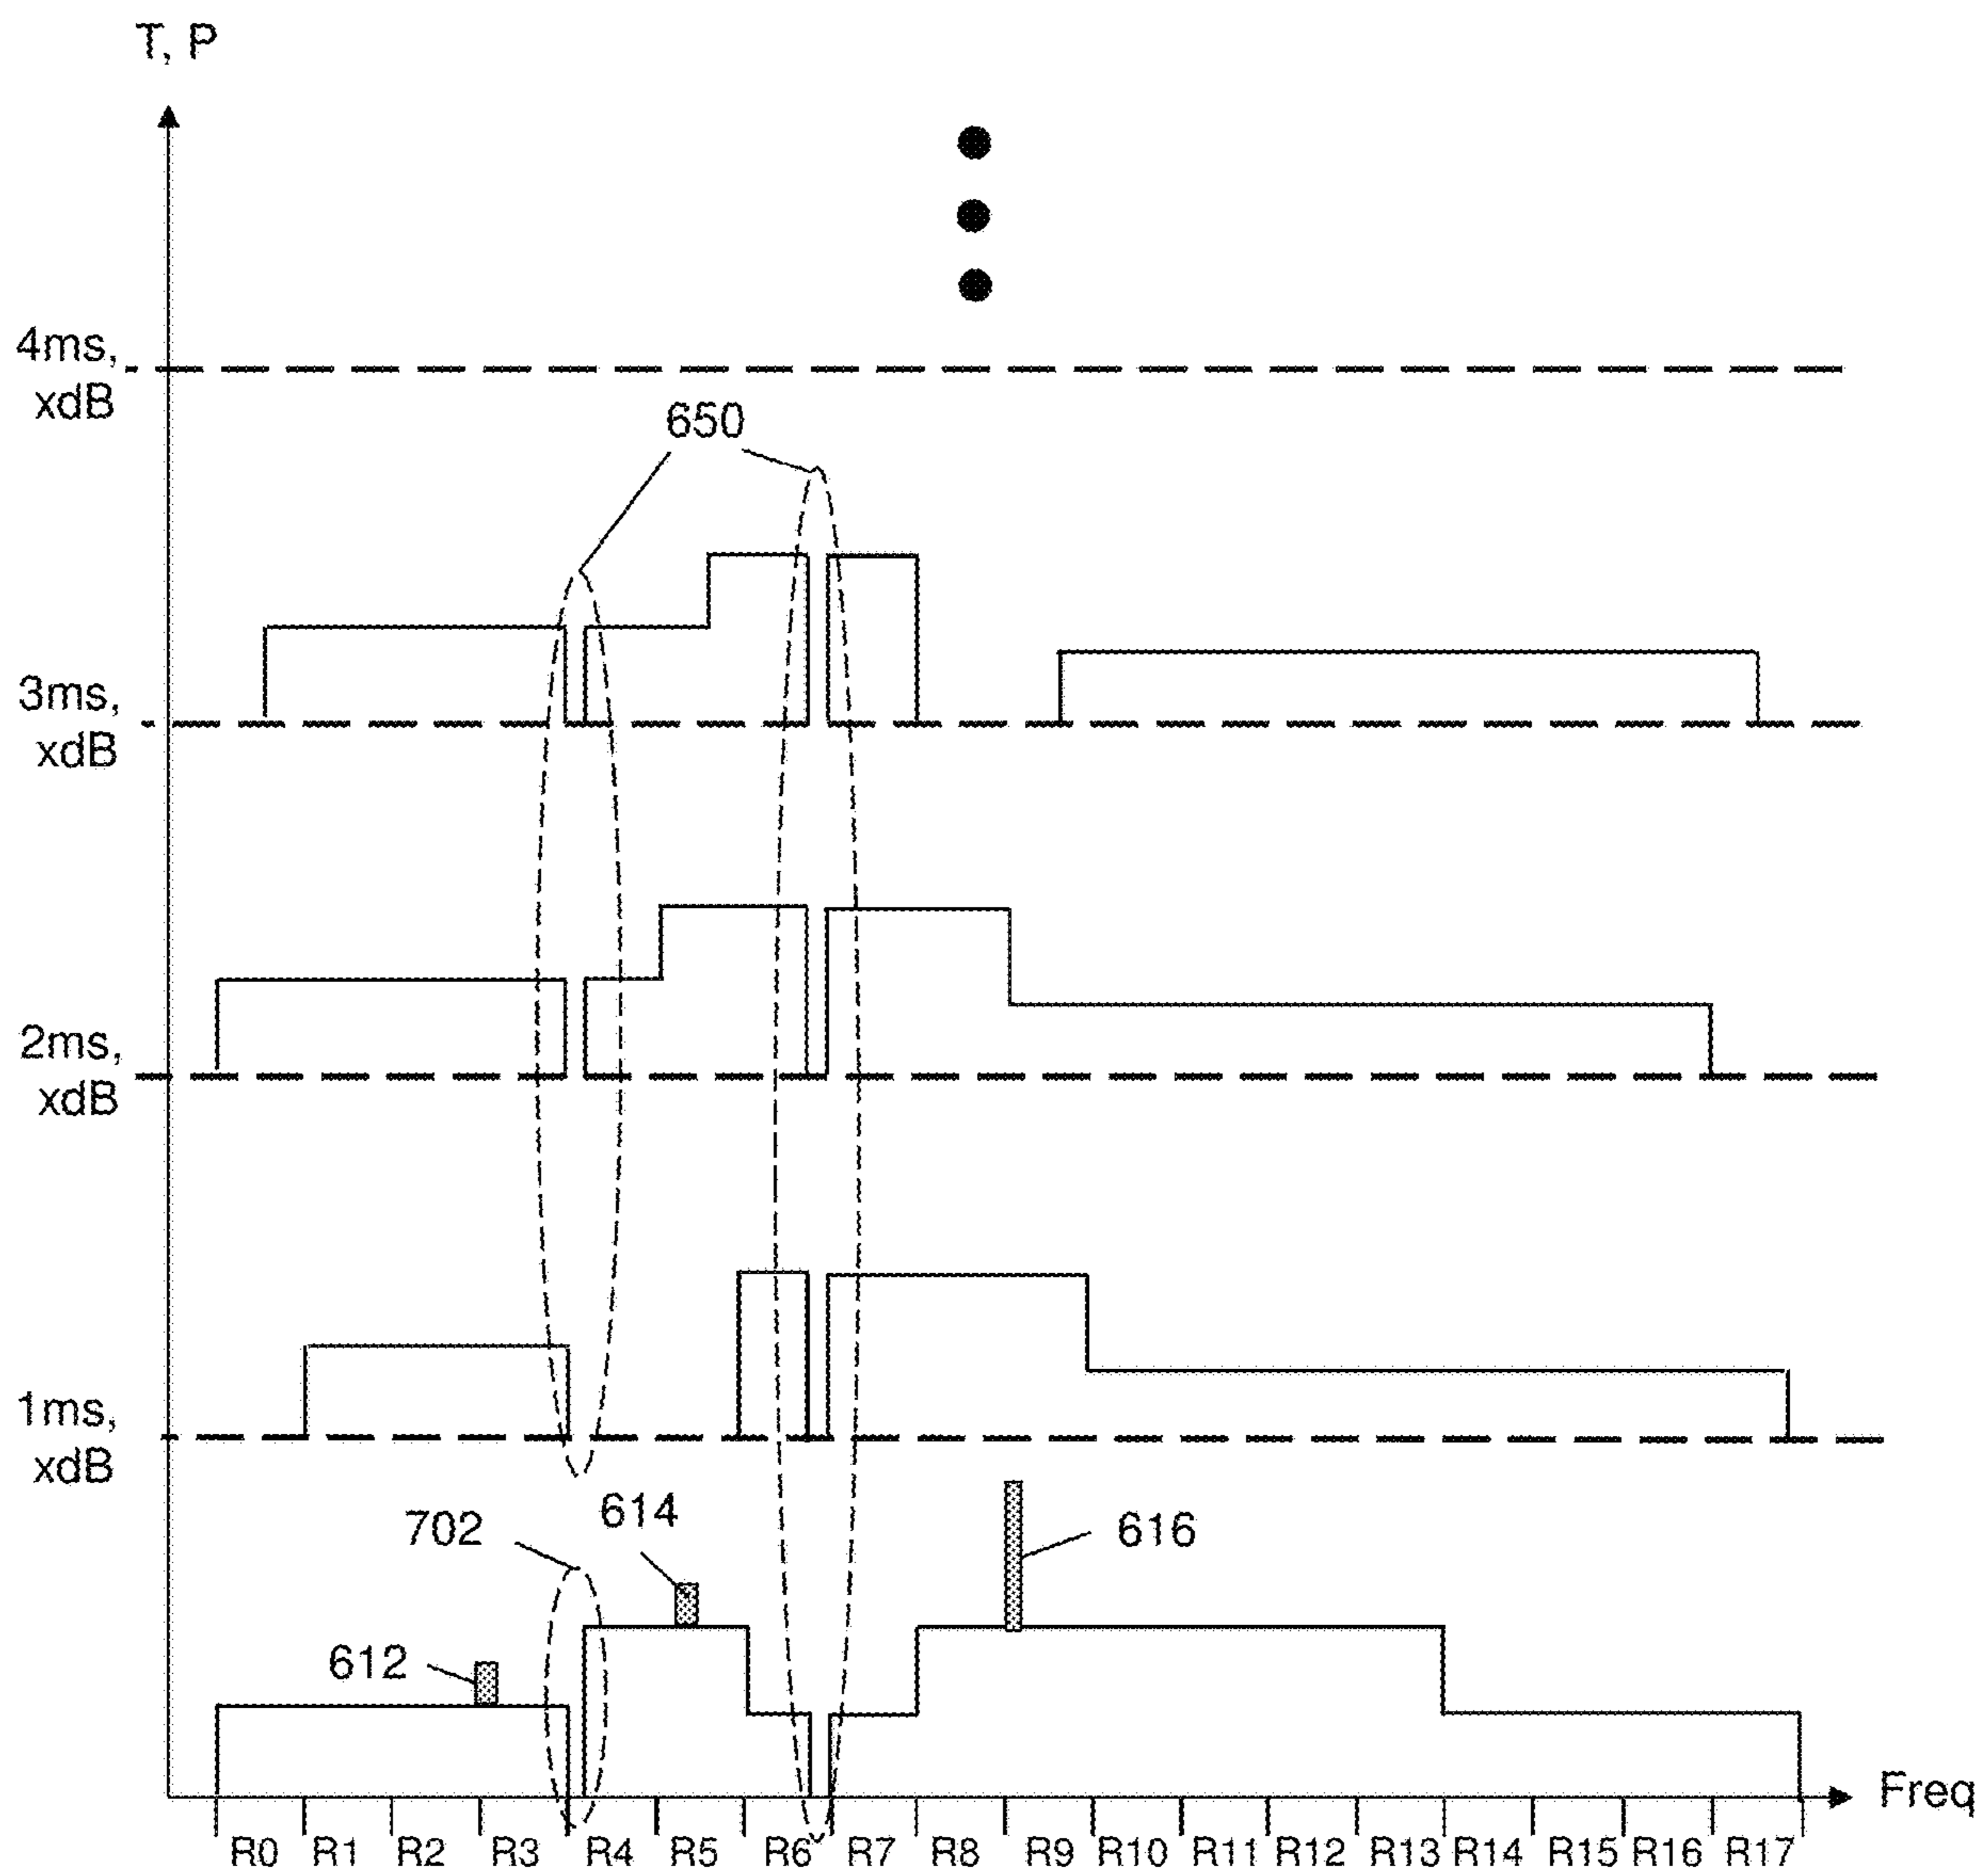 T, P
4ms,
xdB
650
3ms,
xdB
2ms,
xdB
1ms,
xdB
702
614
616
612
Freq
R0 R1 R2 R3 R4 R5 R6 R7 R8 R9 R10 R11 R12 R13 R14 R15 R16 R17